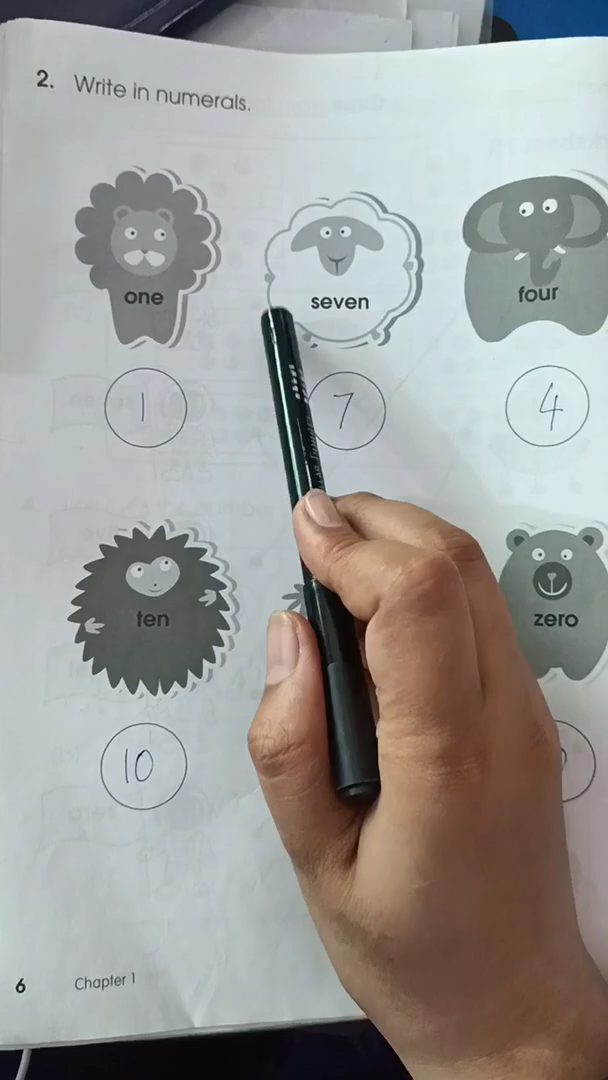 2. Write in numerals.
one
seven
four
1
7
4
ten
zero
10
6 Chapter 1